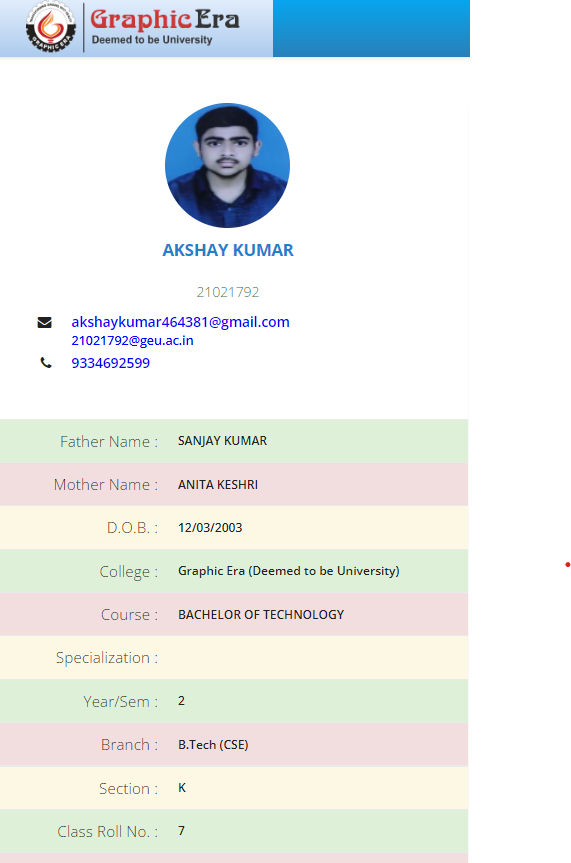 Graphic Era
Deemed to be University
AKSHAY KUMAR
21021792
akshaykumar464381@gmail.com
21021792@geu.ac.in
9334692599
Father Name : SANJAY KUMAR
Mother Name : ANITA KESHRI
D.O.B. : 12/03/2003
College : Graphic Era (Deemed to be University)
Course : BACHELOR OF TECHNOLOGY
Specialization :
Year/Sem : 2
Branch : B.Tech (CSE)
Section : K
Class Roll No. : 7